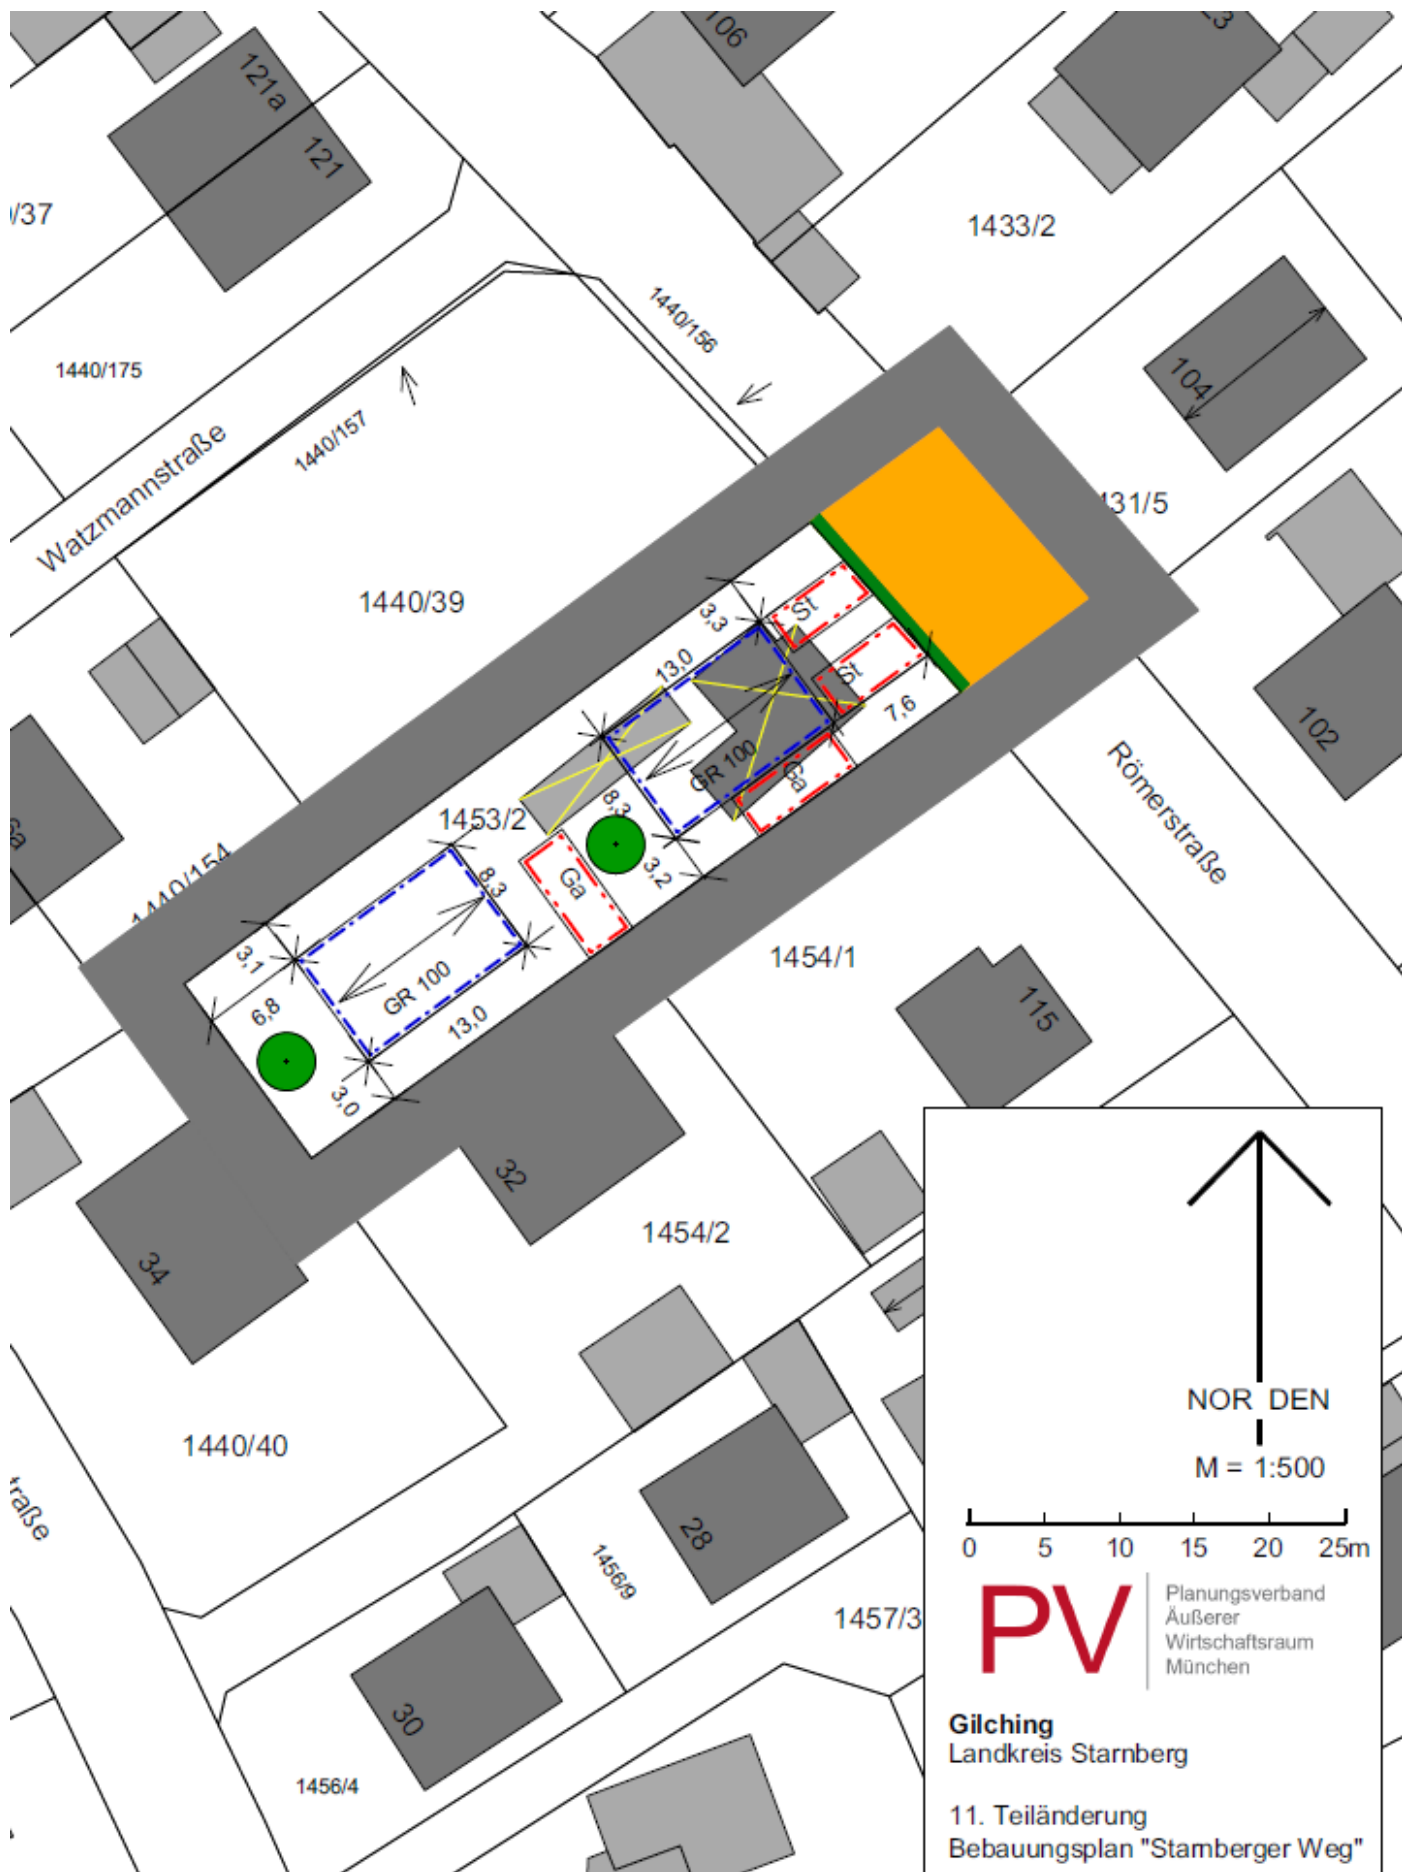 106
121a
121
1433/2
1440/156
1440/175
104
1440/157
Watzmannstraße
1440/39
3,3
St
13,0
St
7,6
102
GR 100
Ga
Römerstraße
1453/2
8,3
3,2
8,3
Ga
1440/154
3,1
GR 100
6,8
13,0
3,0
1454/1
115
32
1454/2
34
1440/40
28
1456/9
1457/3
30
1456/4
NOR DEN
M = 1:500
0 5 10 15 20 25m
PV
Planungsverband
Äußerer
Wirtschaftsraum
München
Gilching
Landkreis Starnberg
11. Teiländerung
Bebauungsplan "Starnberger Weg"